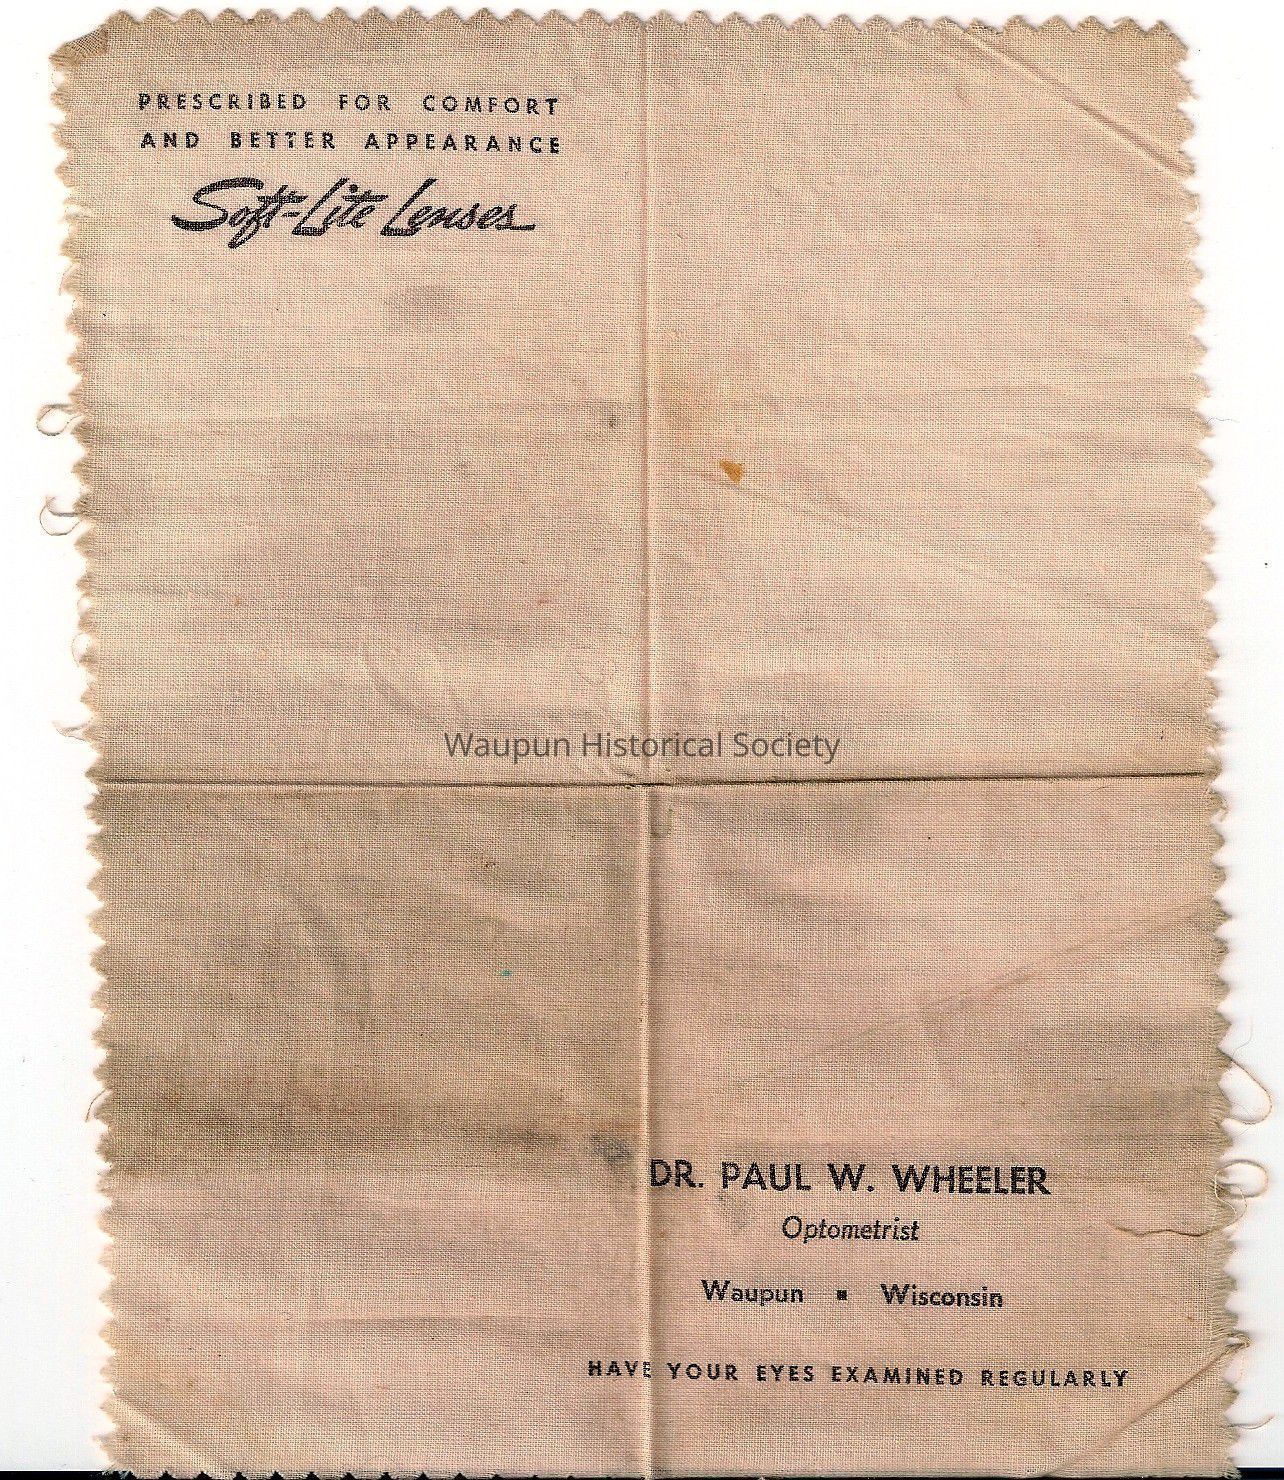 PRESCRIBED FOR COMFORT
AND BETTER APPEARANCE
Soft-Lite Lenses
Waupun Historical Society
DR. PAUL W. WHEELER
Optometrist
Waupun ▪ Wisconsin
HAVE YOUR EYES EXAMINED REGULARLY